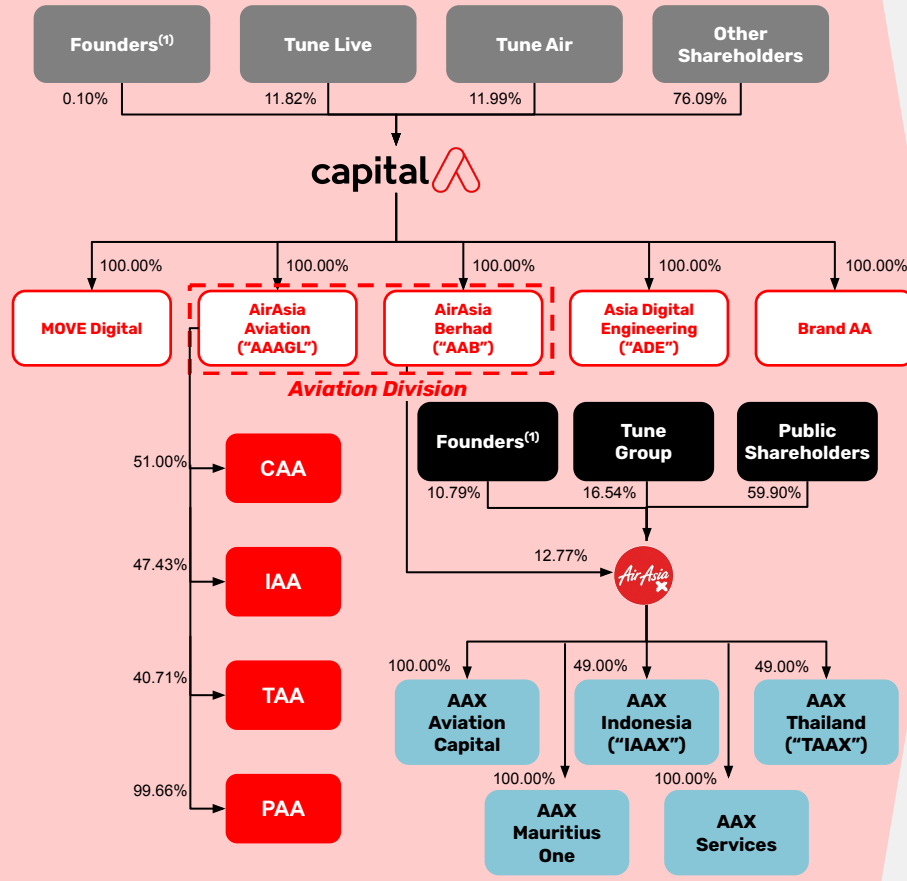 Founders(1)
Tune Live
Tune Air
Other
Shareholders
0.10%
11.82%
11.99%
76.09%
capital A
100.00%
100.00%
100.00%
100.00%
100.00%
MOVE Digital
AirAsia
Aviation
(“AAAGL”)
AirAsia
Berhad
(“AAB”)
Asia Digital
Engineering
(“ADE”)
Brand AA
Aviation Division
Founders(1)
Tune
Group
Public
Shareholders
51.00%
CAA
10.79%
16.54%
59.90%
47.43%
IAA
12.77%
AirAsia
X
40.71%
TAA
100.00%
49.00%
49.00%
AAX
Aviation
Capital
AAX
Indonesia
(“IAAX”)
AAX
Thailand
(“TAAX”)
99.66%
PAA
100.00%
100.00%
AAX
Mauritius
One
AAX
Services